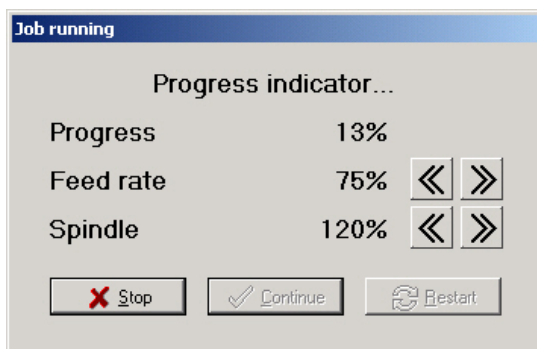 Job running
Progress indicator...
Progress 13%
Feed rate 75%
Spindle 120%
Stop Continue Restart